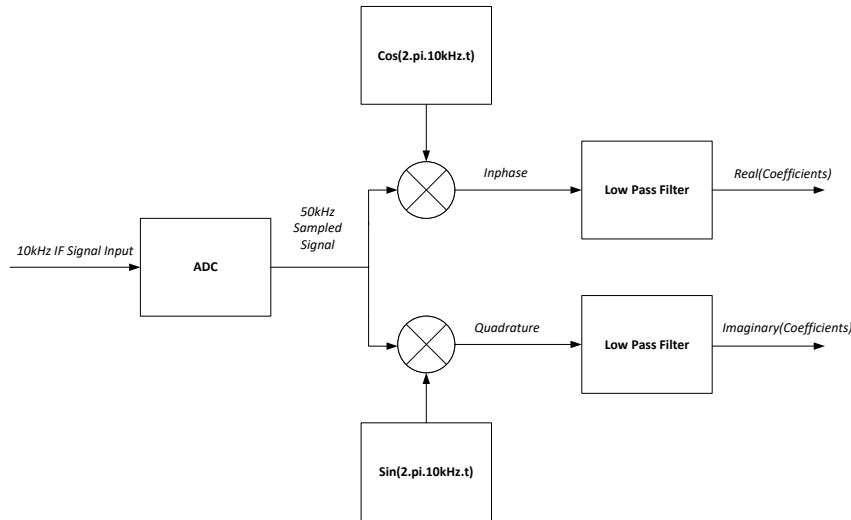 Cos(2.pi.10kHz.t)
Inphase
Low Pass Filter
Real(Coefficients)
50kHz
Sampled
Signal
10kHz IF Signal Input
ADC
Quadrature
Low Pass Filter
Imaginary(Coefficients)
Sin(2.pi.10kHz.t)